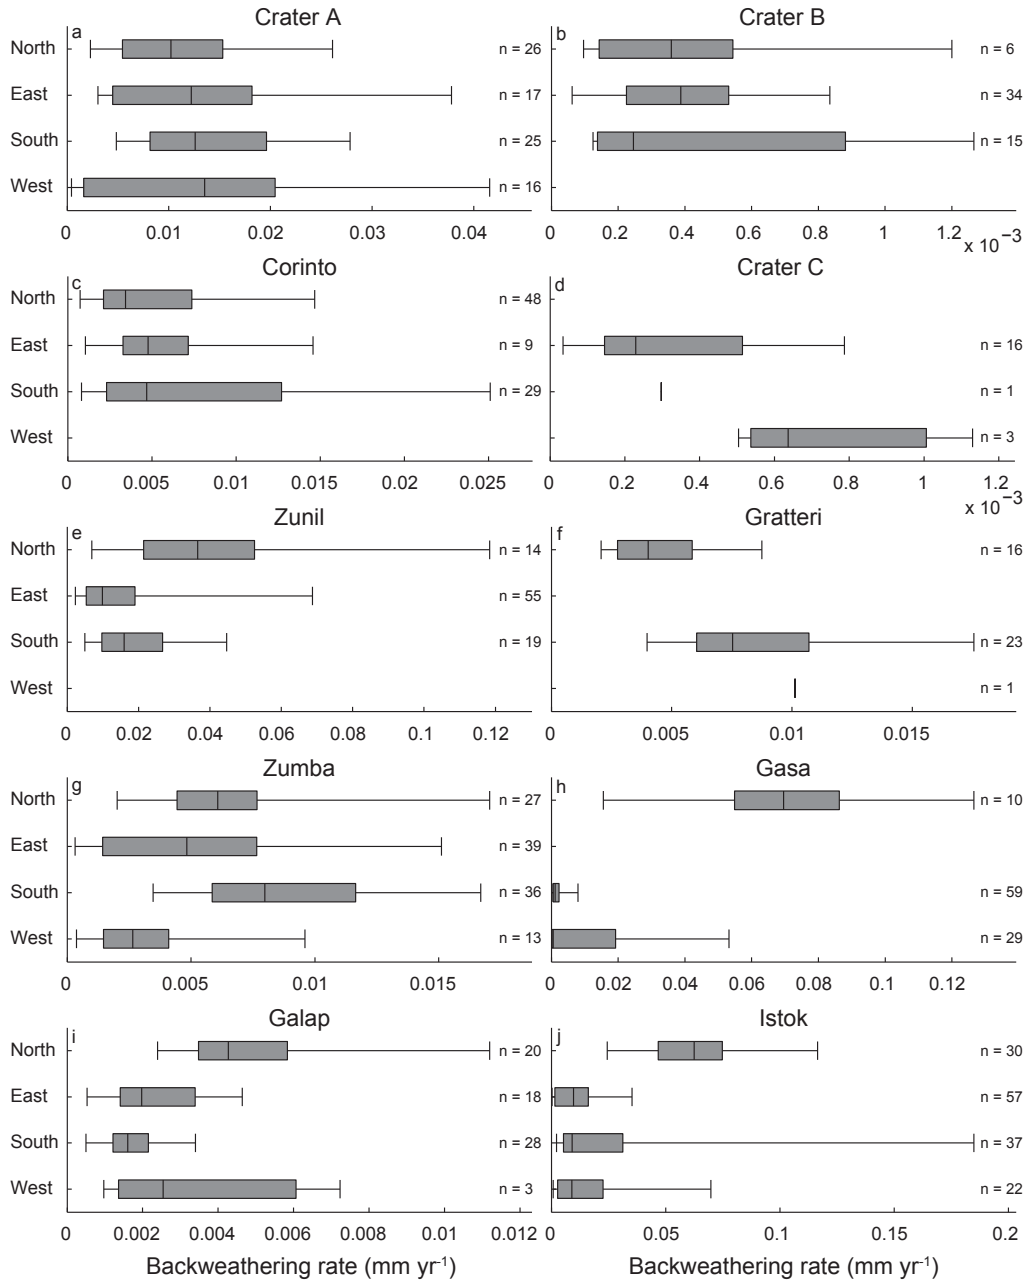 Crater A
Crater B
a
b
North
n = 26
n = 6
East
n = 17
n = 34
South
n = 25
n = 15
West
n = 16
0 0.01 0.02 0.03 0.04
0 0.2 0.4 0.6 0.8 1 1.2
x 10⁻³
Corinto
Crater C
c
d
North
n = 48
East
n = 9
n = 16
South
n = 29
n = 1
West
n = 3
0 0.005 0.01 0.015 0.02 0.025
0 0.2 0.4 0.6 0.8 1 1.2
x 10⁻³
Zunil
Gratteri
e
f
North
n = 14
n = 16
East
n = 55
South
n = 19
n = 23
West
n = 1
0 0.02 0.04 0.06 0.08 0.1 0.12
0 0.005 0.01 0.015
Zumba
Gasa
g
h
North
n = 27
n = 10
East
n = 39
South
n = 36
n = 59
West
n = 13
n = 29
0 0.005 0.01 0.015
0 0.02 0.04 0.06 0.08 0.1 0.12
Galap
Istok
i
j
North
n = 20
n = 30
East
n = 18
n = 57
South
n = 28
n = 37
West
n = 3
n = 22
0 0.002 0.004 0.006 0.008 0.01 0.012
0 0.05 0.1 0.15 0.2
Backweathering rate (mm yr⁻¹)
Backweathering rate (mm yr⁻¹)